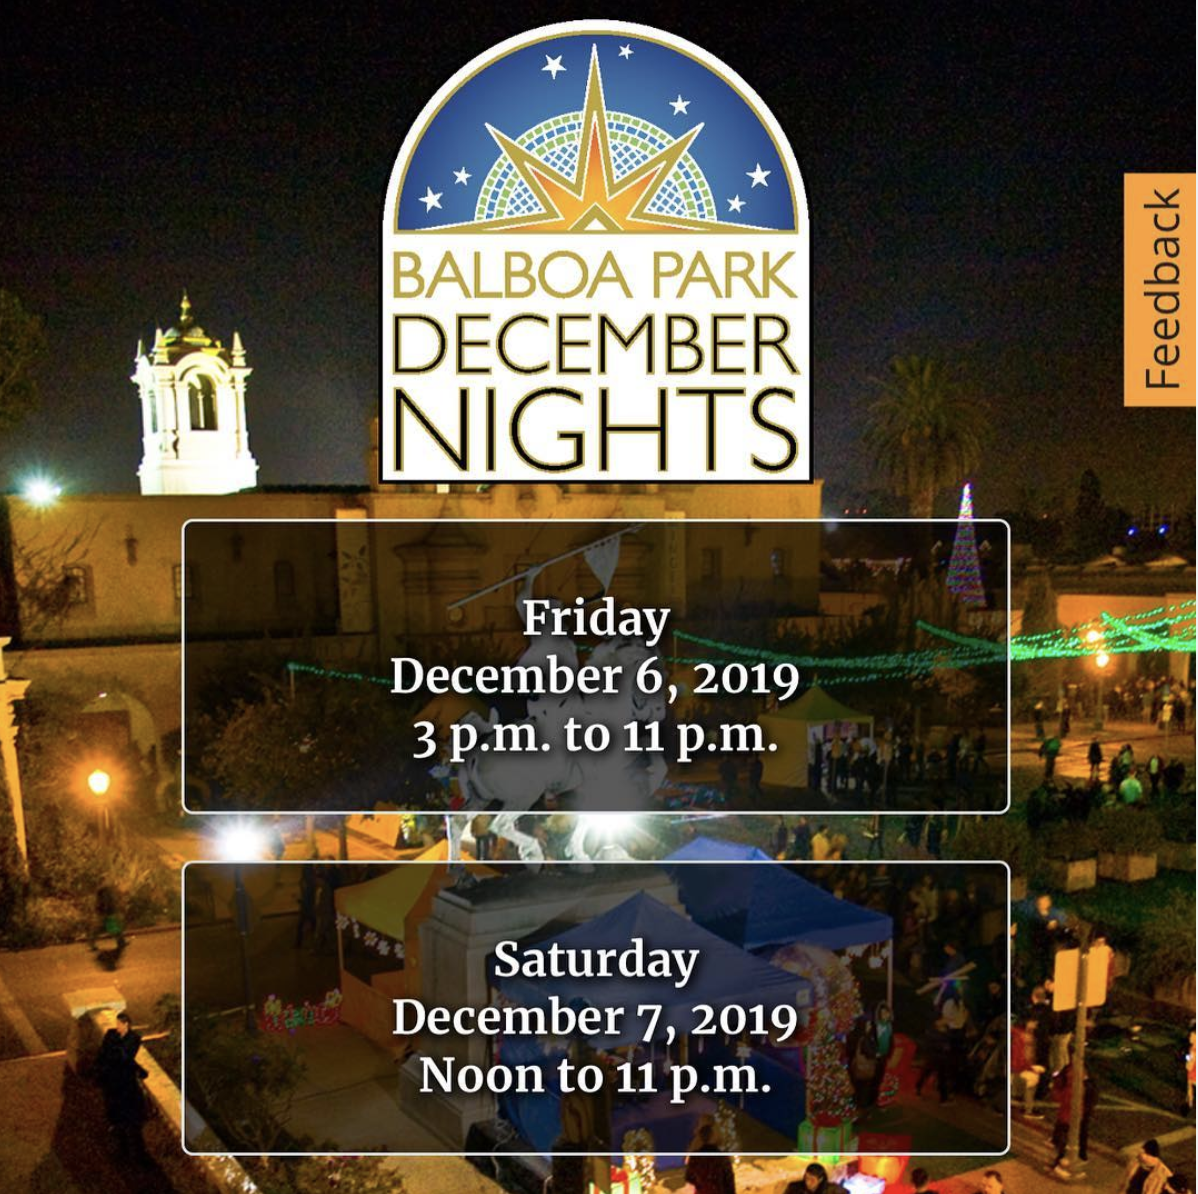 BALBOA PARK
DECEMBER
NIGHTS
Feedback
Friday
December 6, 2019
3 p.m. to 11 p.m.
Saturday
December 7, 2019
Noon to 11 p.m.